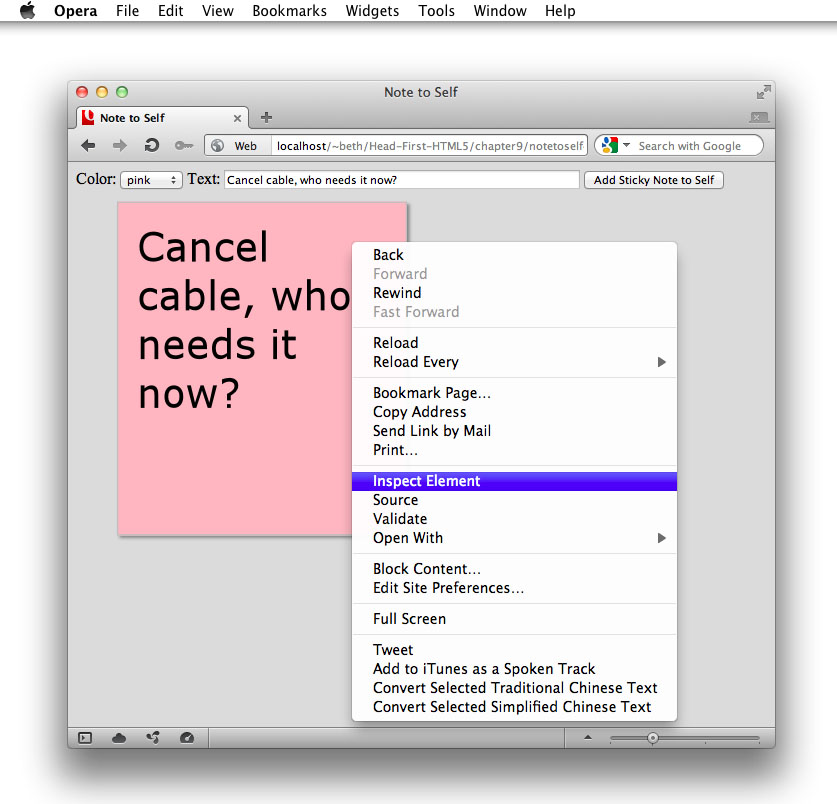 Opera File Edit View Bookmarks Widgets Tools Window Help
Note to Self
Note to Self
Web localhost/~beth/Head-First-HTML5/chapter9/notetoself Search with Google
Color: pink Text: Cancel cable, who needs it now? Add Sticky Note to Self
Cancel
cable, who
needs it
now?
Back
Forward
Rewind
Fast Forward
Reload
Reload Every
Bookmark Page...
Copy Address
Send Link by Mail
Print...
Inspect Element
Source
Validate
Open With
Block Content...
Edit Site Preferences...
Full Screen
Tweet
Add to iTunes as a Spoken Track
Convert Selected Traditional Chinese Text
Convert Selected Simplified Chinese Text